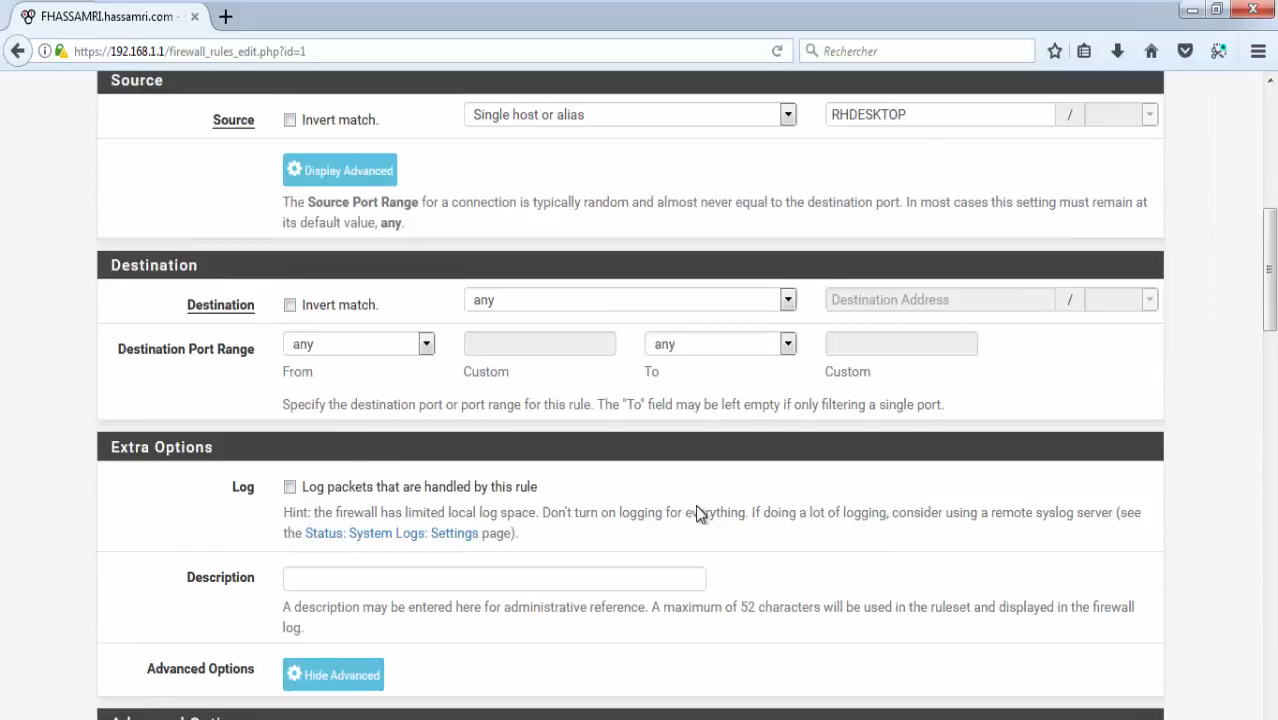 FHASSAMRI.hassamri.com -
https://192.168.1.1/firewall_rules_edit.php?id=1
Rechercher
Source
Source
Invert match.
Single host or alias
RHDESKTOP
/
Display Advanced
The Source Port Range for a connection is typically random and almost never equal to the destination port. In most cases this setting must remain at
its default value, any.
Destination
Destination
Invert match.
any
Destination Address
/
Destination Port Range
any
any
From
Custom
To
Custom
Specify the destination port or port range for this rule. The "To" field may be left empty if only filtering a single port.
Extra Options
Log
Log packets that are handled by this rule
Hint: the firewall has limited local log space. Don't turn on logging for everything. If doing a lot of logging, consider using a remote syslog server (see
the Status: System Logs: Settings page).
Description
A description may be entered here for administrative reference. A maximum of 52 characters will be used in the ruleset and displayed in the firewall
log.
Advanced Options
Hide Advanced